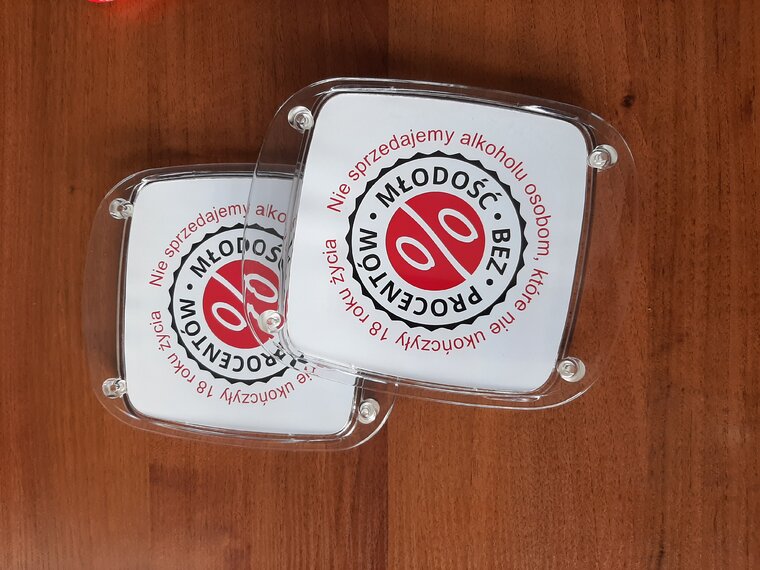 Nie sprzedajemy alkoholu osobom, które nie ukończyły 18 roku życia
MŁODOŚĆ • BEZ • PROCENTÓW •
%
Nie sprzedajemy alko
nie ukończyły 18 roku życia
• MŁODOŚ
PROCENTÓW
%